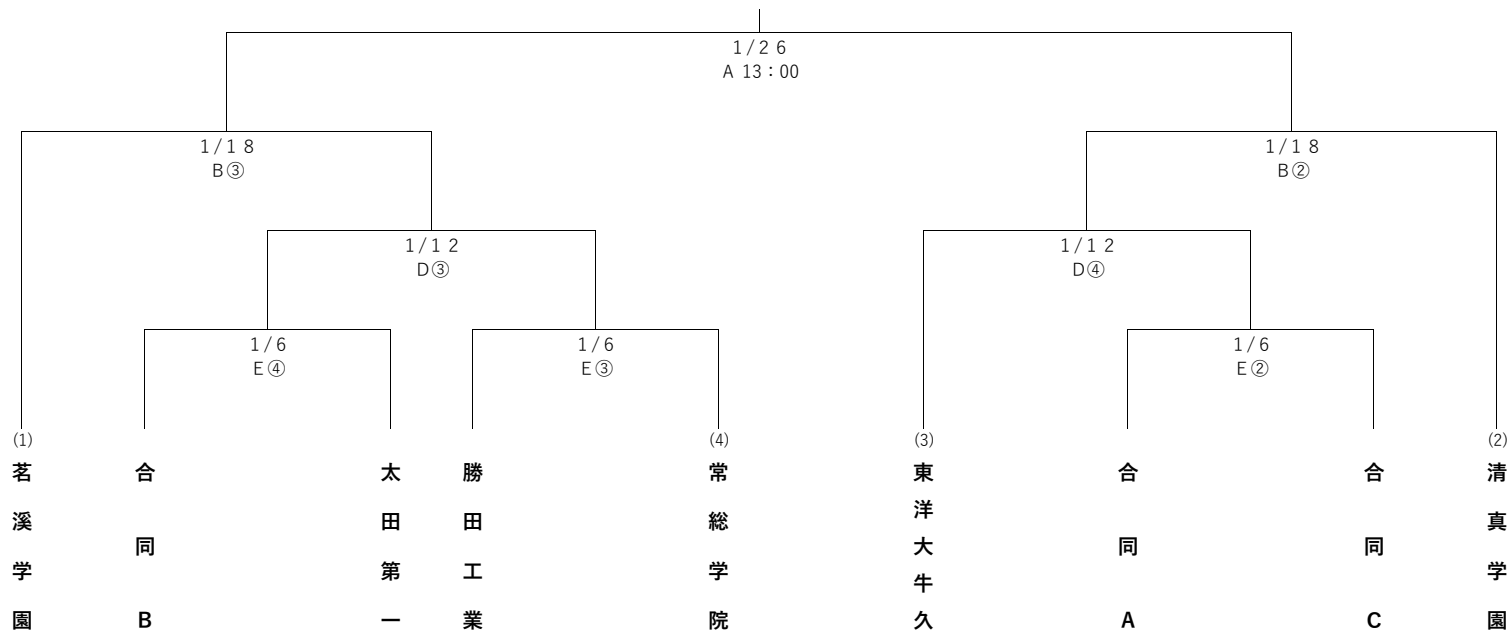 1/26
A 13：00
1/18
B③
1/18
B②
1/12
D③
1/12
D④
1/6
E④
1/6
E③
1/6
E②
(1)
(4)
(3)
(2)
茗溪学園
合同B
太田第一
勝田工業
常総学院
東洋大牛久
合同A
合同C
清真学園